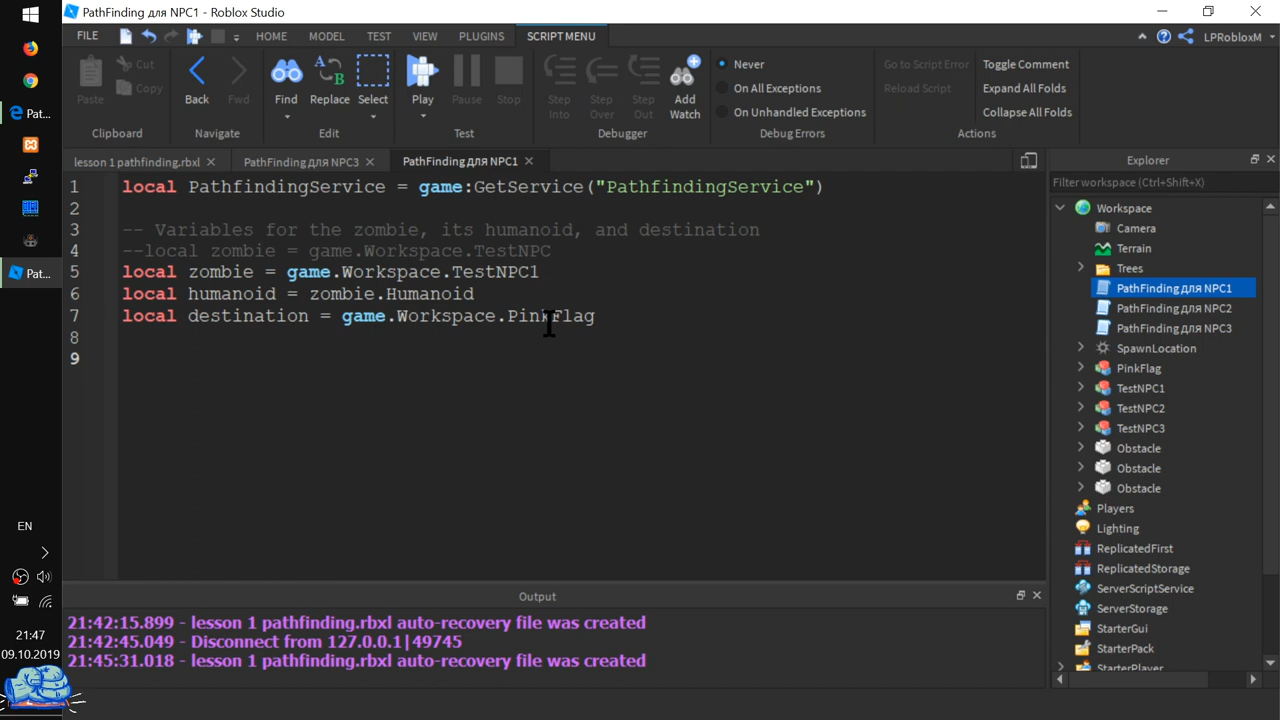 PathFinding для NPC1 - Roblox Studio
FILE
HOME
MODEL
TEST
VIEW
PLUGINS
SCRIPT MENU
LPRobloxM
Paste
Cut
Copy
Clipboard
Back
Fwd
Navigate
Find
Replace
Select
Edit
Play
Pause
Stop
Test
Step Into
Step Over
Step Out
Add Watch
Debugger
Never
On All Exceptions
On Unhandled Exceptions
Debug Errors
Go to Script Error
Reload Script
Toggle Comment
Expand All Folds
Collapse All Folds
Actions
lesson 1 pathfinding.rbxl
PathFinding для NPC3
PathFinding для NPC1
1 local PathfindingService = game:GetService("PathfindingService")
2
3 -- Variables for the zombie, its humanoid, and destination
4 --local zombie = game.Workspace.TestNPC
5 local zombie = game.Workspace.TestNPC1
6 local humanoid = zombie.Humanoid
7 local destination = game.Workspace.PinkFlag
8
9
Explorer
Filter workspace (Ctrl+Shift+X)
Workspace
Camera
Terrain
Trees
PathFinding для NPC1
PathFinding для NPC2
PathFinding для NPC3
SpawnLocation
PinkFlag
TestNPC1
TestNPC2
TestNPC3
Obstacle
Obstacle
Obstacle
Players
Lighting
ReplicatedFirst
ReplicatedStorage
ServerScriptService
ServerStorage
StarterGui
StarterPack
StarterPlayer
Output
21:42:15.899 - lesson 1 pathfinding.rbxl auto-recovery file was created
21:42:45.049 - Disconnect from 127.0.0.1|49745
21:45:31.018 - lesson 1 pathfinding.rbxl auto-recovery file was created
Pat...
Pat...
EN
21:47
09.10.2019